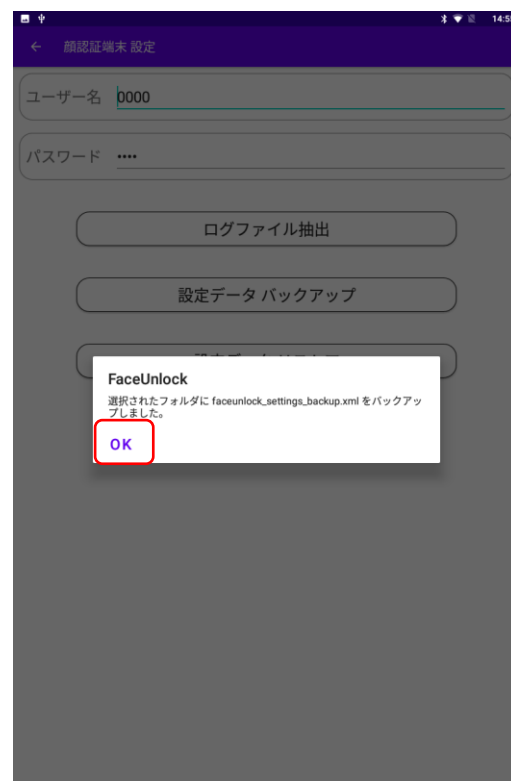 14:5
← 顔認証端末 設定
ユーザー名 0000
パスワード ••••
ログファイル抽出
設定データ バックアップ
FaceUnlock
選択されたフォルダに faceunlock_settings_backup.xml をバックアッ
プしました。
OK